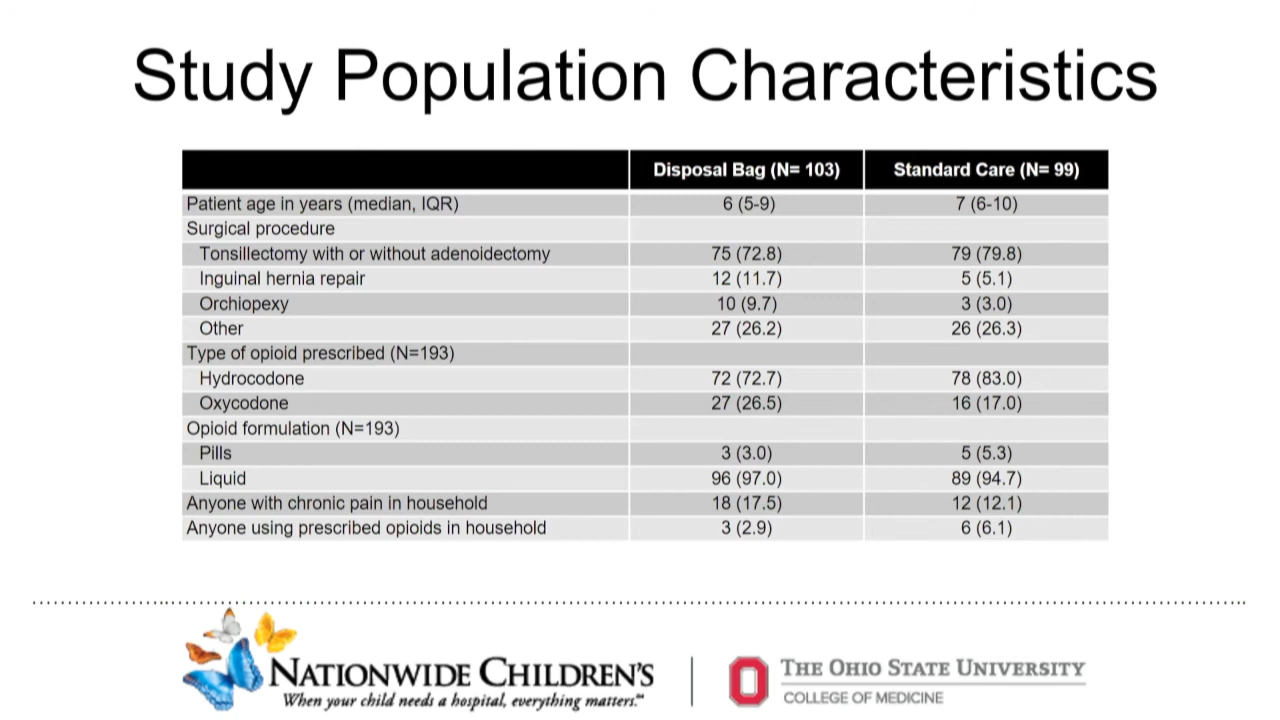 Study Population Characteristics
Disposal Bag (N= 103) Standard Care (N= 99)
Patient age in years (median, IQR) 6 (5-9) 7 (6-10)
Surgical procedure
Tonsillectomy with or without adenoidectomy 75 (72.8) 79 (79.8)
Inguinal hernia repair 12 (11.7) 5 (5.1)
Orchiopexy 10 (9.7) 3 (3.0)
Other 27 (26.2) 26 (26.3)
Type of opioid prescribed (N=193)
Hydrocodone 72 (72.7) 78 (83.0)
Oxycodone 27 (26.5) 16 (17.0)
Opioid formulation (N=193)
Pills 3 (3.0) 5 (5.3)
Liquid 96 (97.0) 89 (94.7)
Anyone with chronic pain in household 18 (17.5) 12 (12.1)
Anyone using prescribed opioids in household 3 (2.9) 6 (6.1)
NATIONWIDE CHILDREN'S
When your child needs a hospital, everything matters.℠
THE OHIO STATE UNIVERSITY
COLLEGE OF MEDICINE